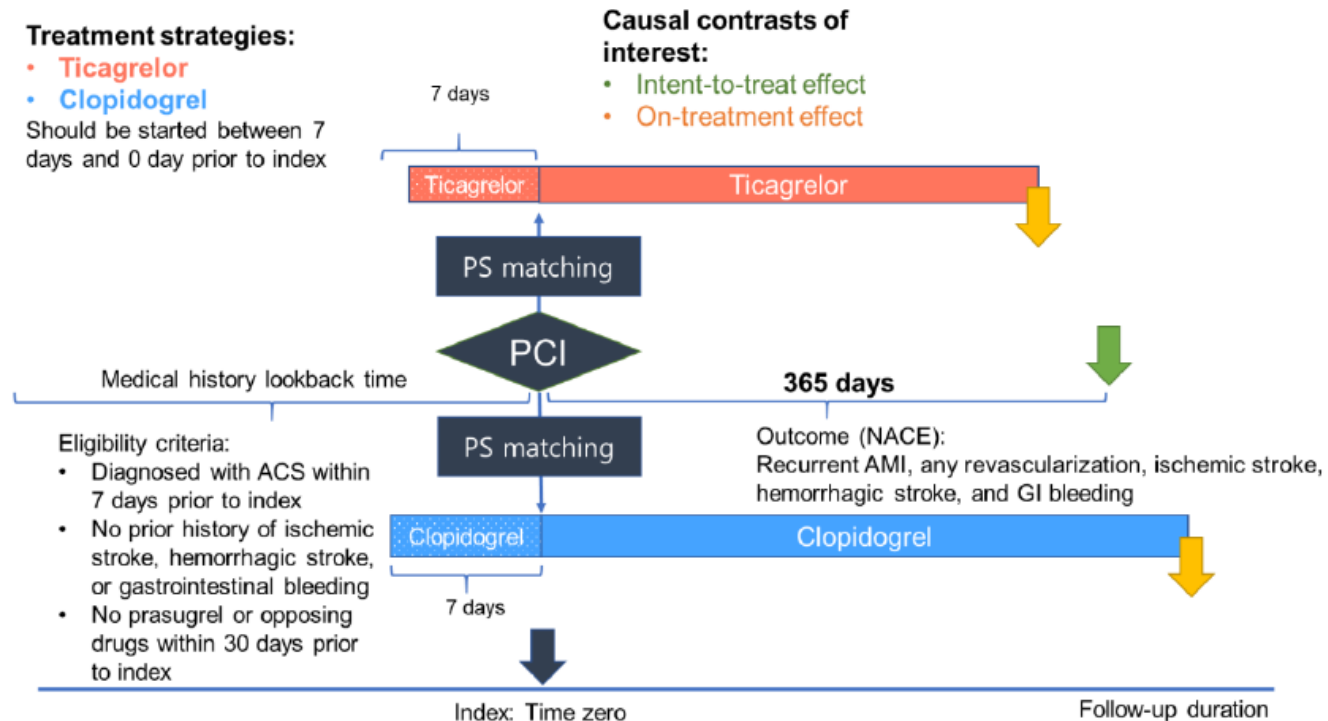 Treatment strategies:
• Ticagrelor
• Clopidogrel
Should be started between 7
days and 0 day prior to index
Causal contrasts of
interest:
• Intent-to-treat effect
• On-treatment effect
7 days
Ticagrelor
Ticagrelor
PS matching
PCI
Medical history lookback time
365 days
PS matching
Eligibility criteria:
• Diagnosed with ACS within
7 days prior to index
• No prior history of ischemic
stroke, hemorrhagic stroke,
or gastrointestinal bleeding
• No prasugrel or opposing
drugs within 30 days prior
to index
Outcome (NACE):
Recurrent AMI, any revascularization, ischemic stroke,
hemorrhagic stroke, and GI bleeding
Clopidogrel
Clopidogrel
7 days
Index: Time zero
Follow-up duration